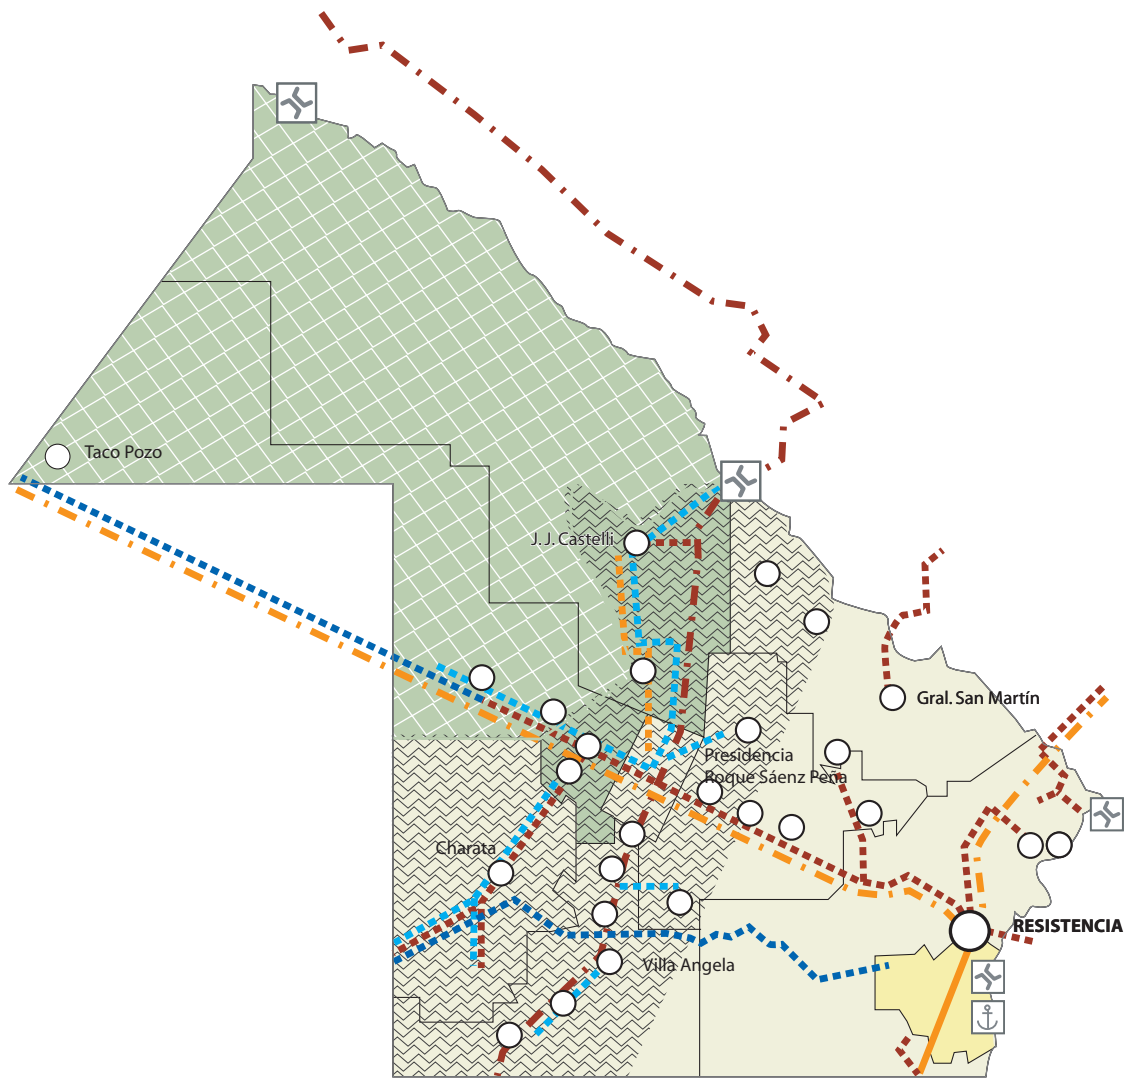 Taco Pozo
J. J. Castelli
Gral. San Martín
Presidencia
Roque Sáenz Peña
Charata
RESISTENCIA
Villa Angela